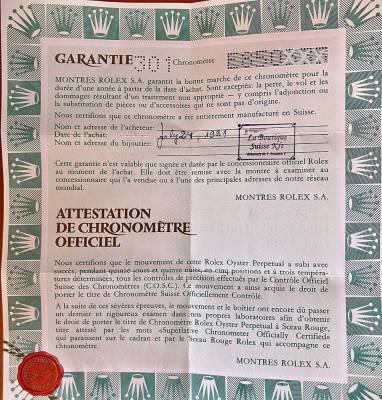 GARANTIE 301 Chronomètre
MONTRES ROLEX S.A. garantit la bonne marche de ce chronomètre pour la
durée d'une année à partir de la date d'achat. Sont exceptés: la perte, le vol et les
dommages résultant d'un traitement non approprié — y compris l'adjonction ou
la substitution de pièces ou d'accessoires qui ne sont pas d'origine.
Nous certifions que ce chronomètre a été entièrement manufacturé en Suisse.
Nom et adresse de l'acheteur:
Date de l'achat: July 27, 1921
Nom et adresse du bijoutier:
La Boutique
Suisse Kft
Cette garantie n'est valable que signée et datée par le concessionnaire officiel Rolex
au moment de l'achat. Elle doit être remise avec la montre à examiner au
concessionnaire qui l'a vendue ou à l'une des principales adresses de notre réseau
mondial.
MONTRES ROLEX S.A.
ATTESTATION
DE CHRONOMÈTRE
OFFICIEL
Nous certifions que le mouvement de cette Rolex Oyster Perpetual a subi avec
succès, pendant quinze jours et quinze nuits, en cinq positions et à trois tempéra-
tures déterminées, tous les contrôles de précision effectués par le Contrôle Officiel
Suisse des Chronomètres (C.O.S.C.). Ce mouvement a ainsi acquis le droit de
porter le titre de Chronomètre Suisse Officiellement Contrôlé.
A la suite de ces sévères épreuves, le mouvement et le boîtier ont encore dû passer
un dernier et rigoureux examen dans nos propres laboratoires afin d'obtenir
le droit de porter le titre de Chronomètre Rolex Oyster Perpetual à Sceau Rouge,
titre attesté par les mots «Superlative Chronometer Officially Certified»
qui paraissent sur le cadran et par le Sceau Rouge Rolex qui accompagne ce
chronomètre.
MONTRES ROLEX S.A.